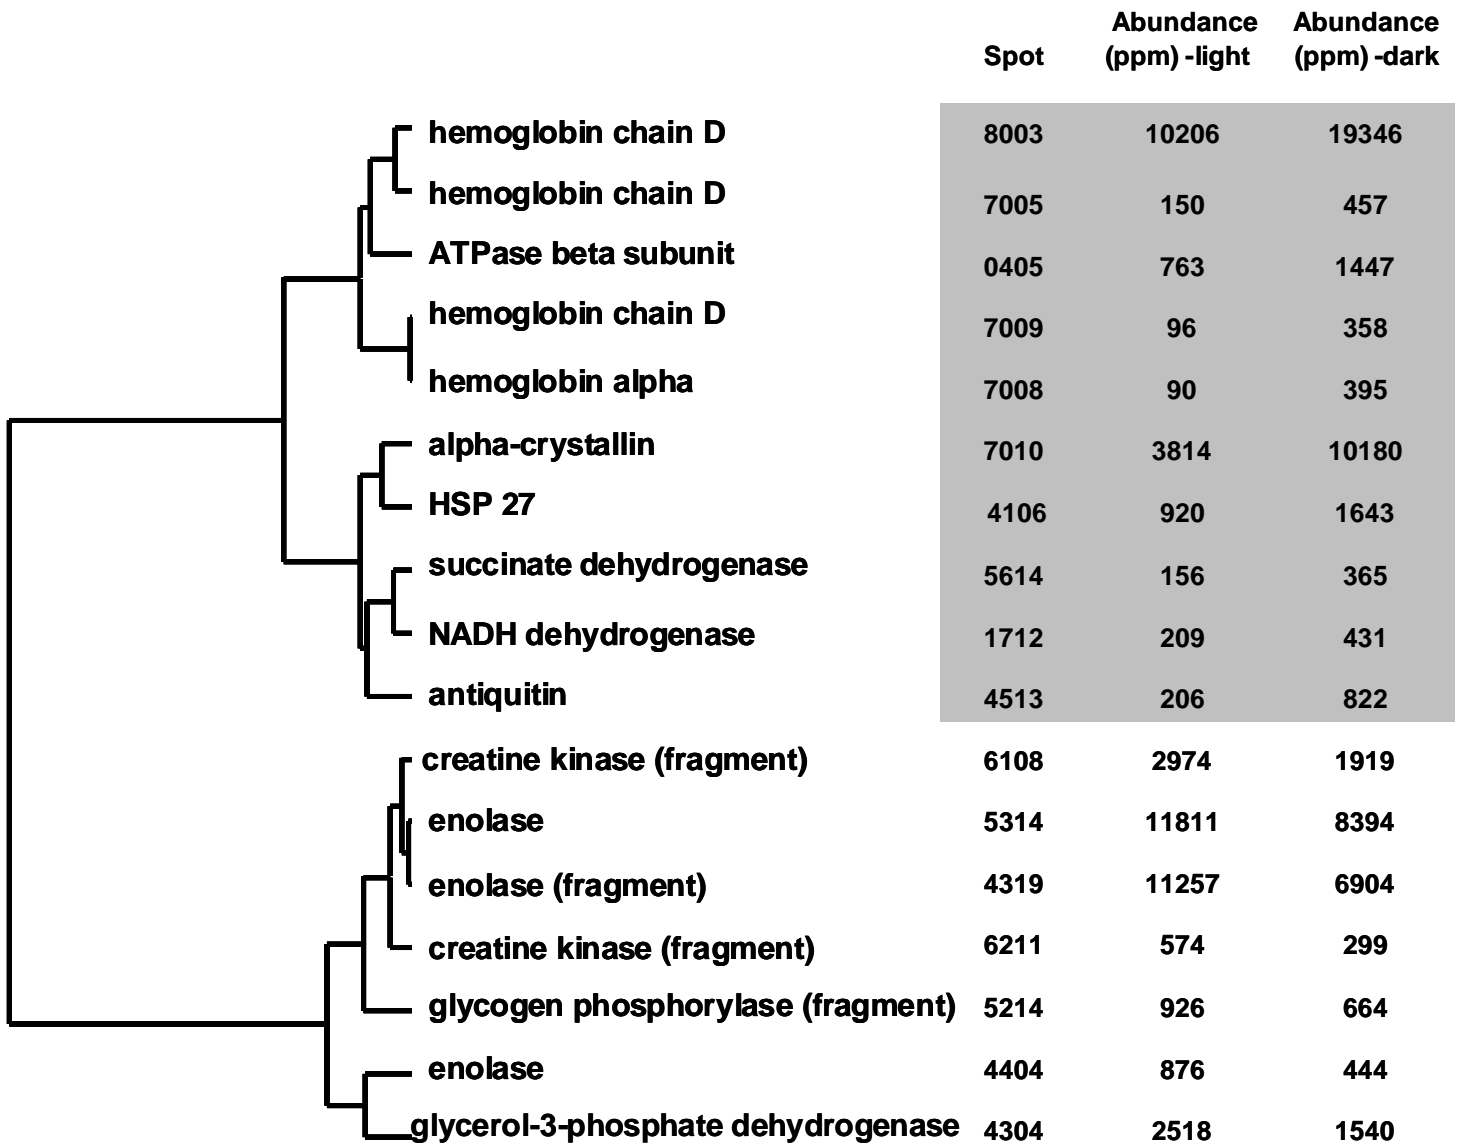 Abundance Abundance
Spot (ppm) -light (ppm) -dark
hemoglobin chain D 8003 10206 19346
hemoglobin chain D 7005 150 457
ATPase beta subunit 0405 763 1447
hemoglobin chain D 7009 96 358
hemoglobin alpha 7008 90 395
alpha-crystallin 7010 3814 10180
HSP 27 4106 920 1643
succinate dehydrogenase 5614 156 365
NADH dehydrogenase 1712 209 431
antiquitin 4513 206 822
creatine kinase (fragment) 6108 2974 1919
enolase 5314 11811 8394
enolase (fragment) 4319 11257 6904
creatine kinase (fragment) 6211 574 299
glycogen phosphorylase (fragment) 5214 926 664
enolase 4404 876 444
glycerol-3-phosphate dehydrogenase 4304 2518 1540